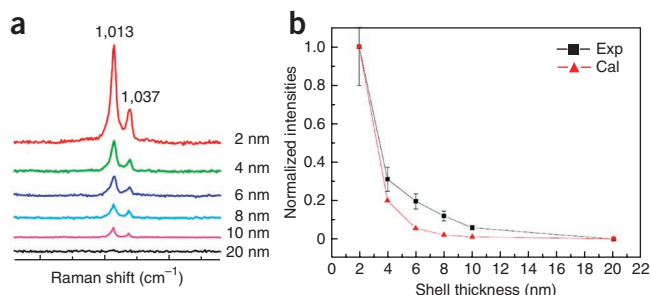 a
1,013
1,037
2 nm
4 nm
6 nm
8 nm
10 nm
20 nm
Raman shift (cm⁻¹)
b
Exp
Cal
1.0
0.8
0.6
0.4
0.2
0
Normalized intensities
0 2 4 6 8 10 12 14 16 18 20 22
Shell thickness (nm)